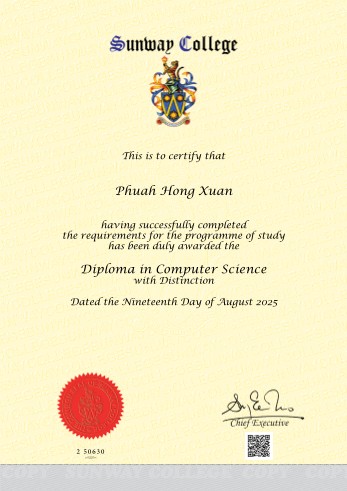 Sunway College
This is to certify that
Phuah Hong Xuan
having successfully completed
the requirements for the programme of study
has been duly awarded the
Diploma in Computer Science
with Distinction
Dated the Nineteenth Day of August 2025
Chief Executive
2 50630